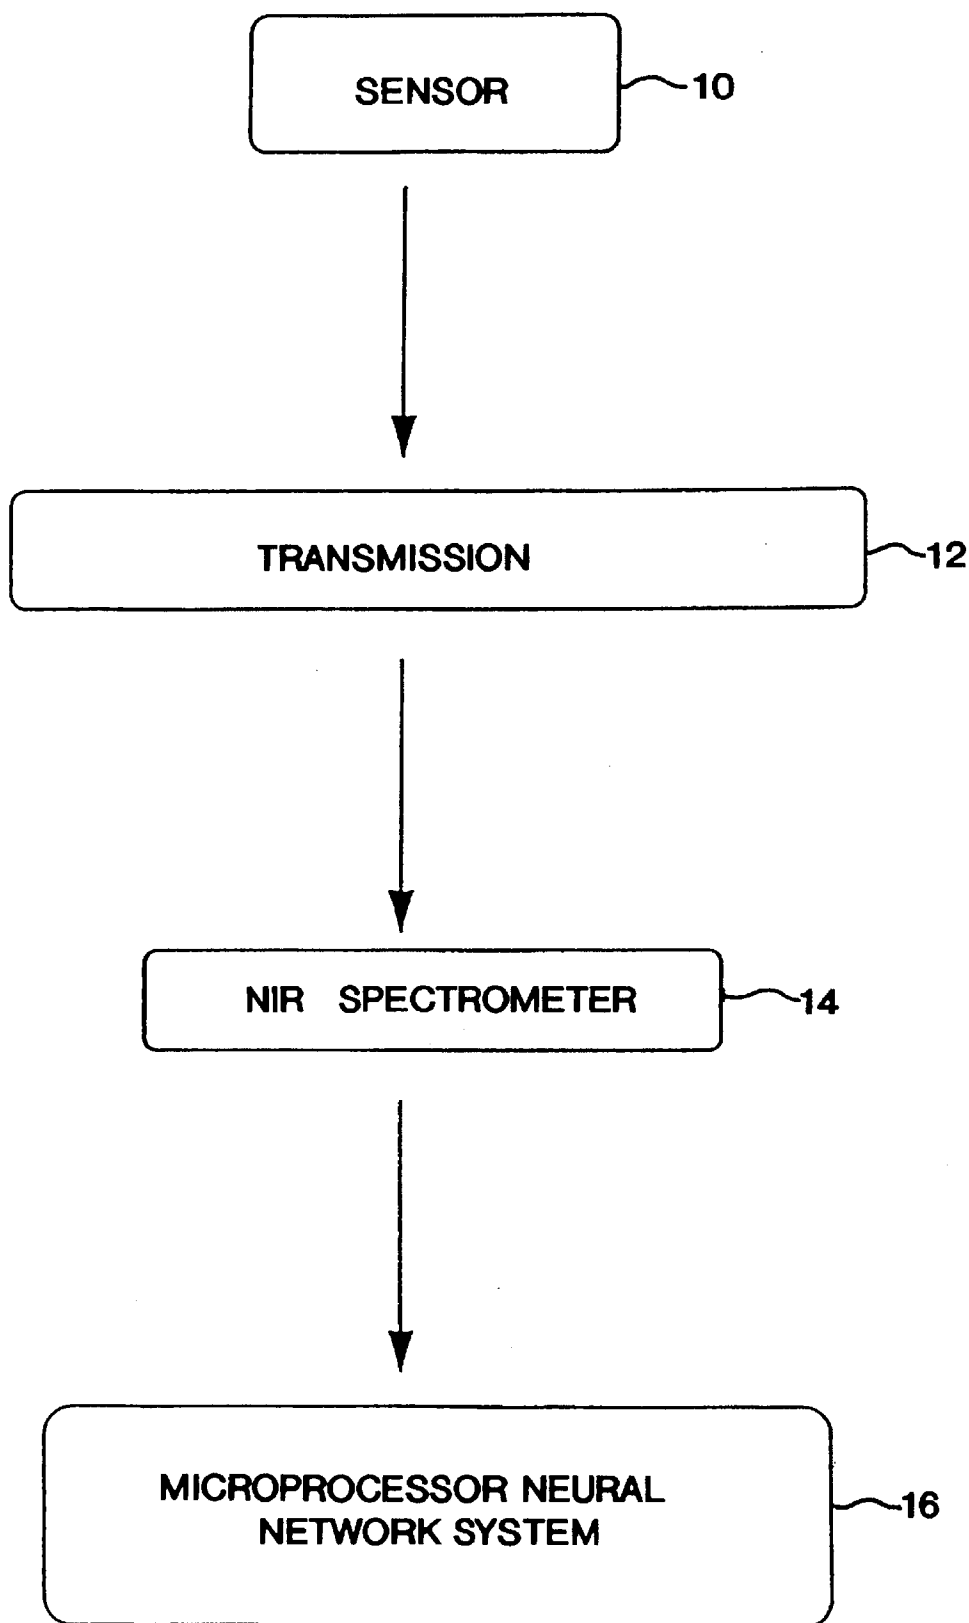 SENSOR 10
TRANSMISSION 12
NIR SPECTROMETER 14
MICROPROCESSOR NEURAL
NETWORK SYSTEM
16